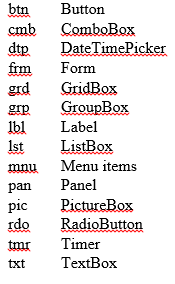 btn Button
cmb ComboBox
dtp DateTimePicker
frm Form
grd GridBox
grp GroupBox
lbl Label
lst ListBox
mnu Menu items
pan Panel
pic PictureBox
rdo RadioButton
tmr Timer
txt TextBox